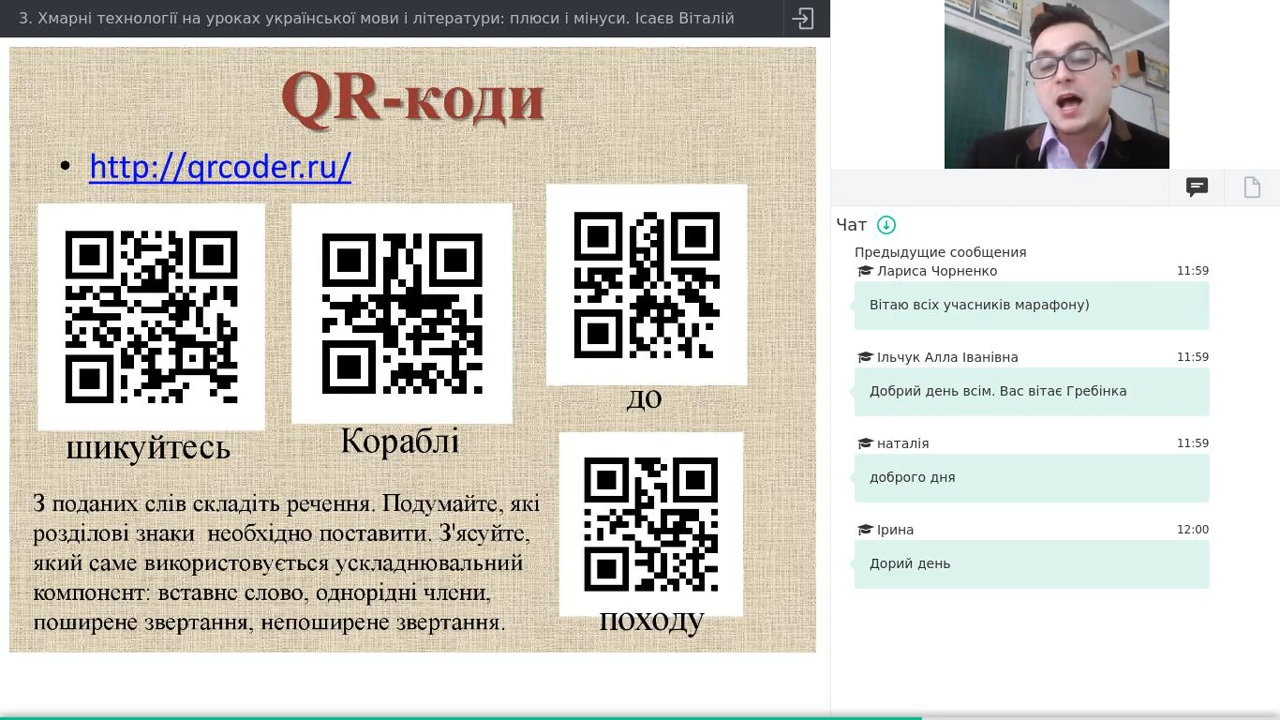 3. Хмарні технології на уроках української мови і літератури: плюси і мінуси. Ісаєв Віталій
QR-коди
• http://qrcoder.ru/
шикуйтесь
Кораблі
до
походу
З поданих слів складіть речення. Подумайте, які
розділові знаки необхідно поставити. З'ясуйте,
який саме використовується ускладнювальний
компонент: вставне слово, однорідні члени,
поширене звертання, непоширене звертання.
Чат
Предыдущие сообщения
Лариса Чорненко 11:59
Вітаю всіх учасників марафону)
Ільчук Алла Іванівна 11:59
Добрий день всім. Вас вітає Гребінка
наталія 11:59
доброго дня
Ірина 12:00
Дорий день